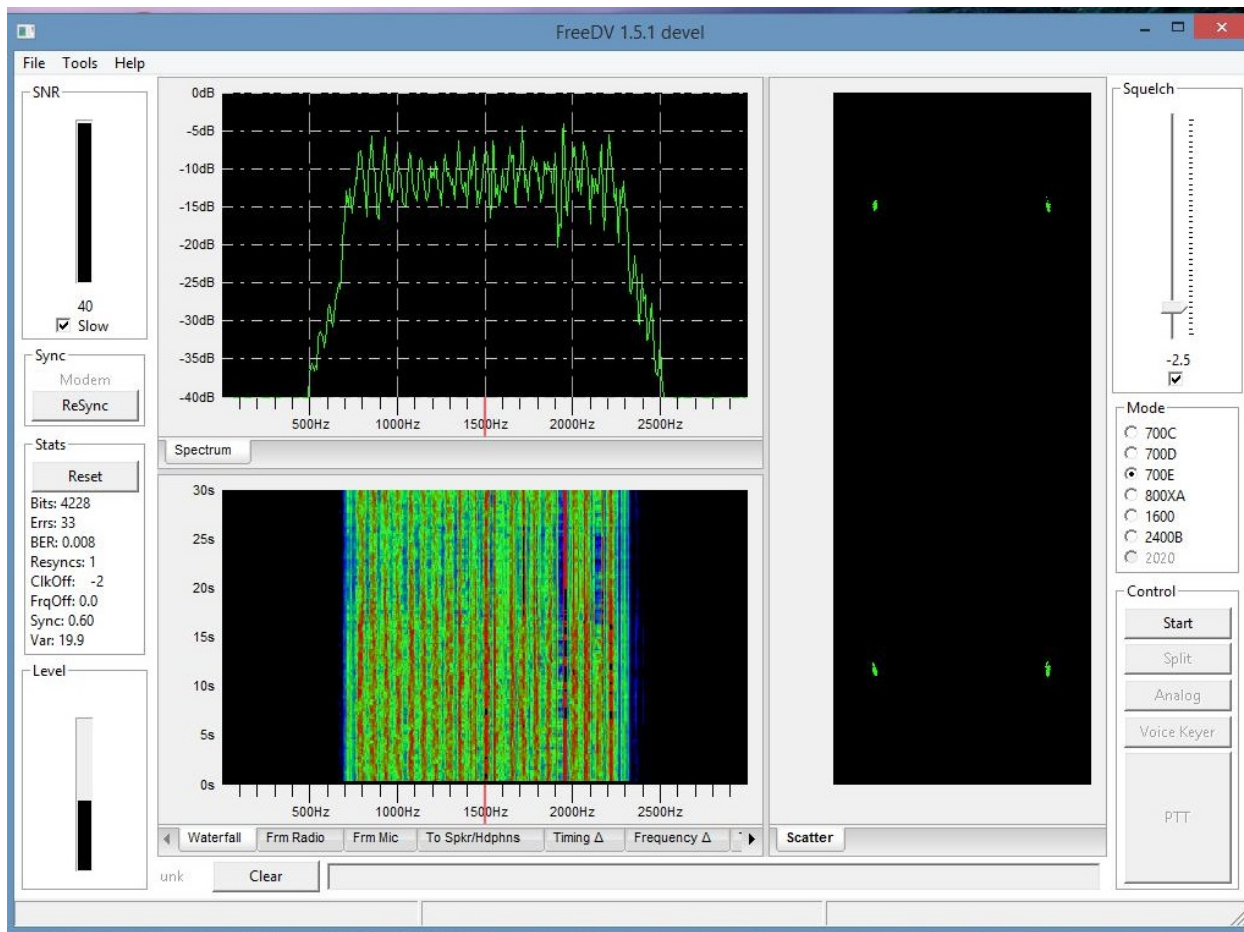 FreeDV 1.5.1 devel
File Tools Help
SNR
40
Slow
Sync
Modem
ReSync
Stats
Reset
Bits: 4228
Errs: 33
BER: 0.008
Resyncs: 1
ClkOff: -2
FrqOff: 0.0
Sync: 0.60
Var: 19.9
Level
0dB
-5dB
-10dB
-15dB
-20dB
-25dB
-30dB
-35dB
-40dB
500Hz 1000Hz 1500Hz 2000Hz 2500Hz
Spectrum
30s
25s
20s
15s
10s
5s
0s
500Hz 1000Hz 1500Hz 2000Hz 2500Hz
Waterfall Frm Radio Frm Mic To Spkr/Hdphns Timing Δ Frequency Δ
unk Clear
Scatter
Squelch
-2.5
Mode
700C
700D
700E
800XA
1600
2400B
2020
Control
Start
Split
Analog
Voice Keyer
PTT